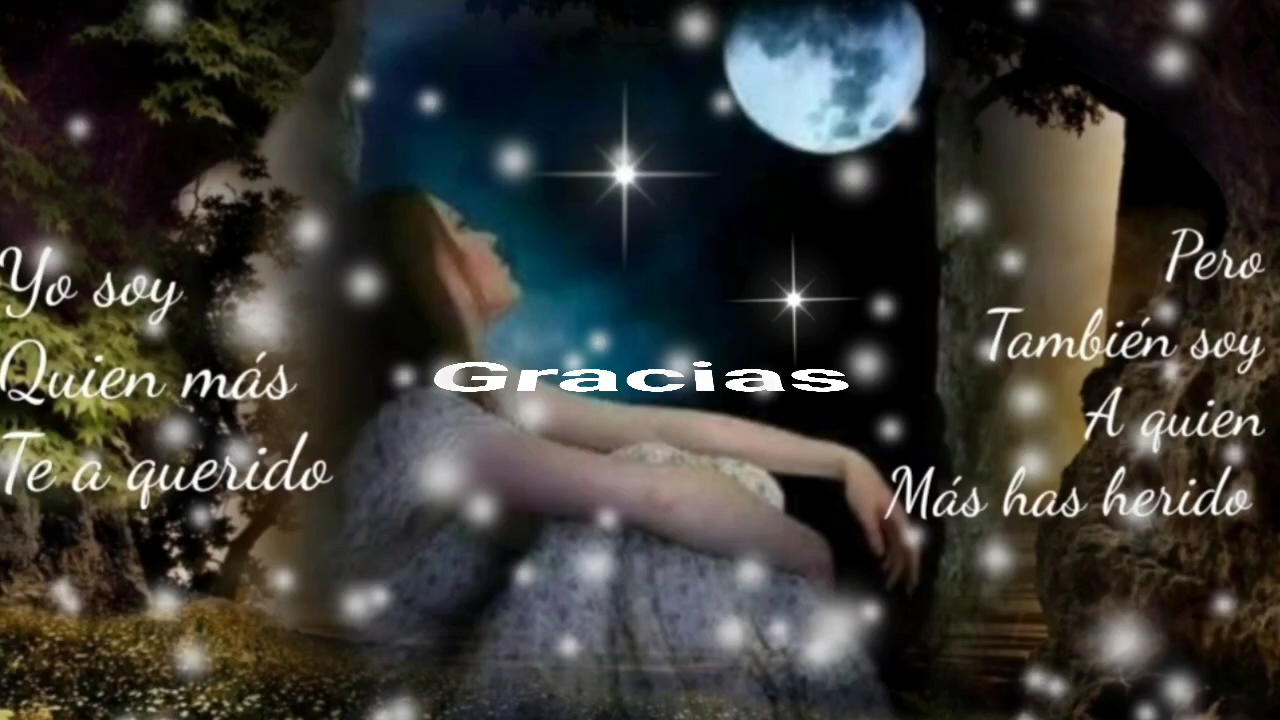 Yo soy
Quien más
Te a querido
Gracias
Pero
También soy
A quien
Más has herido